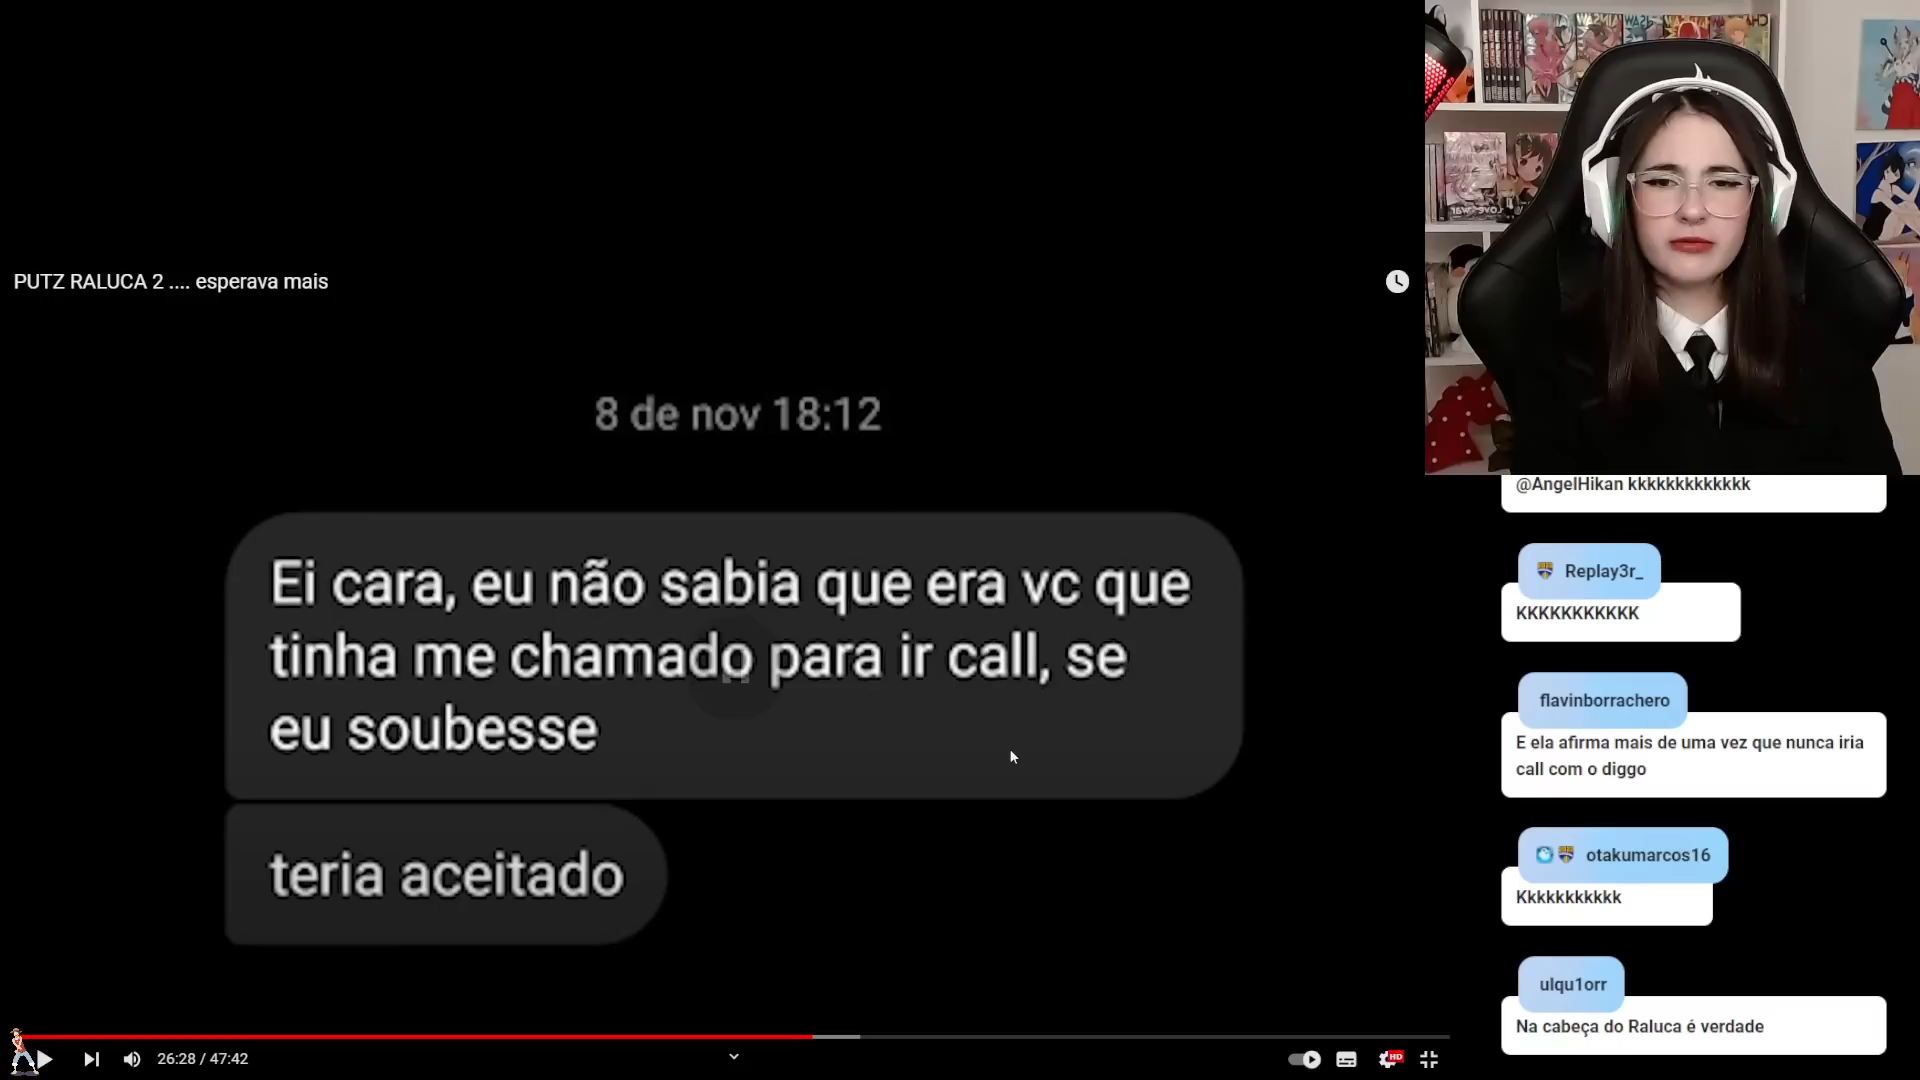 PUTZ RALUCA 2 .... esperava mais
8 de nov 18:12
Ei cara, eu não sabia que era vc que
tinha me chamado para ir call, se
eu soubesse
teria aceitado
26:28 / 47:42
HD
@AngelHikan kkkkkkkkkkkkk
Replay3r_
KKKKKKKKKKK
flavinborrachero
E ela afirma mais de uma vez que nunca iria
call com o diggo
otakumarcos16
Kkkkkkkkkkk
ulqu1orr
Na cabeça do Raluca é verdade